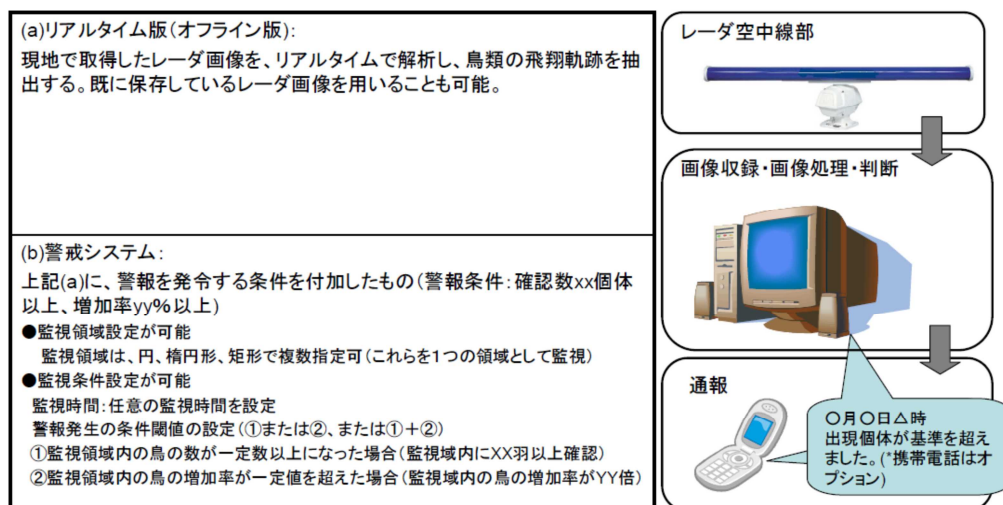 (a)リアルタイム版(オフライン版):
現地で取得したレーダ画像を、リアルタイムで解析し、鳥類の飛翔軌跡を抽
出する。既に保存しているレーダ画像を用いることも可能。
(b)警戒システム:
上記(a)に、警報を発令する条件を付加したもの(警報条件:確認数xx個体
以上、増加率yy%以上)
●監視領域設定が可能
監視領域は、円、楕円形、矩形で複数指定可(これらを1つの領域として監視)
●監視条件設定が可能
監視時間:任意の監視時間を設定
警報発生の条件閾値の設定(①または②、または①+②)
①監視領域内の鳥の数が一定数以上になった場合(監視域内にXX羽以上確認)
②監視領域内の鳥の増加率が一定値を超えた場合(監視域内の鳥の増加率がYY倍)
レーダ空中線部
画像収録・画像処理・判断
通報
〇月〇日△時
出現個体が基準を超え
ました。(*携帯電話はオ
プション)